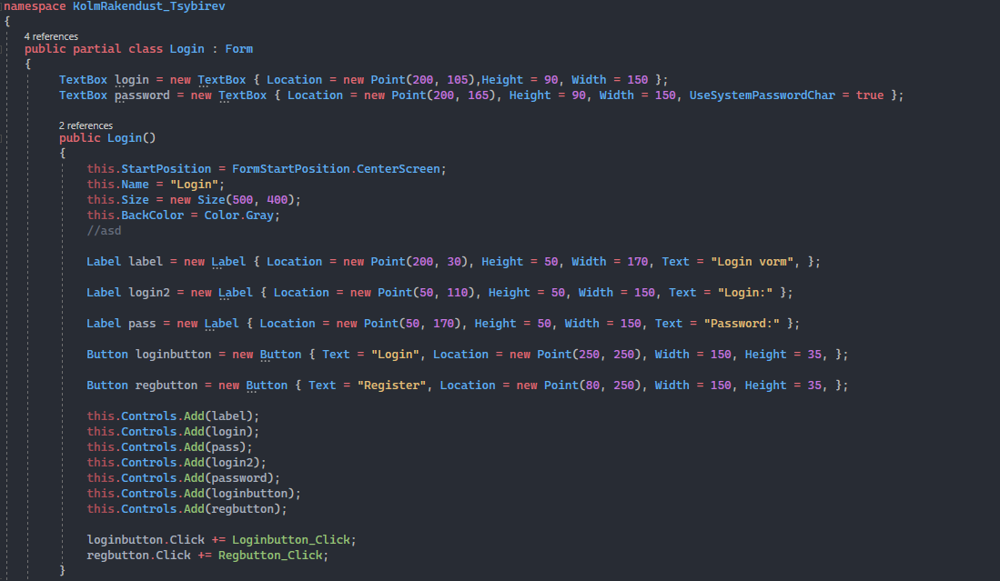 namespace KolmRakendust_Tsybirev
{
4 references
public partial class Login : Form
{
TextBox login = new TextBox { Location = new Point(200, 105),Height = 90, Width = 150 };
TextBox password = new TextBox { Location = new Point(200, 165), Height = 90, Width = 150, UseSystemPasswordChar = true };
2 references
public Login()
{
this.StartPosition = FormStartPosition.CenterScreen;
this.Name = "Login";
this.Size = new Size(500, 400);
this.BackColor = Color.Gray;
//asd
Label label = new Label { Location = new Point(200, 30), Height = 50, Width = 170, Text = "Login vorm", };
Label login2 = new Label { Location = new Point(50, 110), Height = 50, Width = 150, Text = "Login:" };
Label pass = new Label { Location = new Point(50, 170), Height = 50, Width = 150, Text = "Password:" };
Button loginbutton = new Button { Text = "Login", Location = new Point(250, 250), Width = 150, Height = 35, };
Button regbutton = new Button { Text = "Register", Location = new Point(80, 250), Width = 150, Height = 35, };
this.Controls.Add(label);
this.Controls.Add(login);
this.Controls.Add(pass);
this.Controls.Add(login2);
this.Controls.Add(password);
this.Controls.Add(loginbutton);
this.Controls.Add(regbutton);
loginbutton.Click += Loginbutton_Click;
regbutton.Click += Regbutton_Click;
}